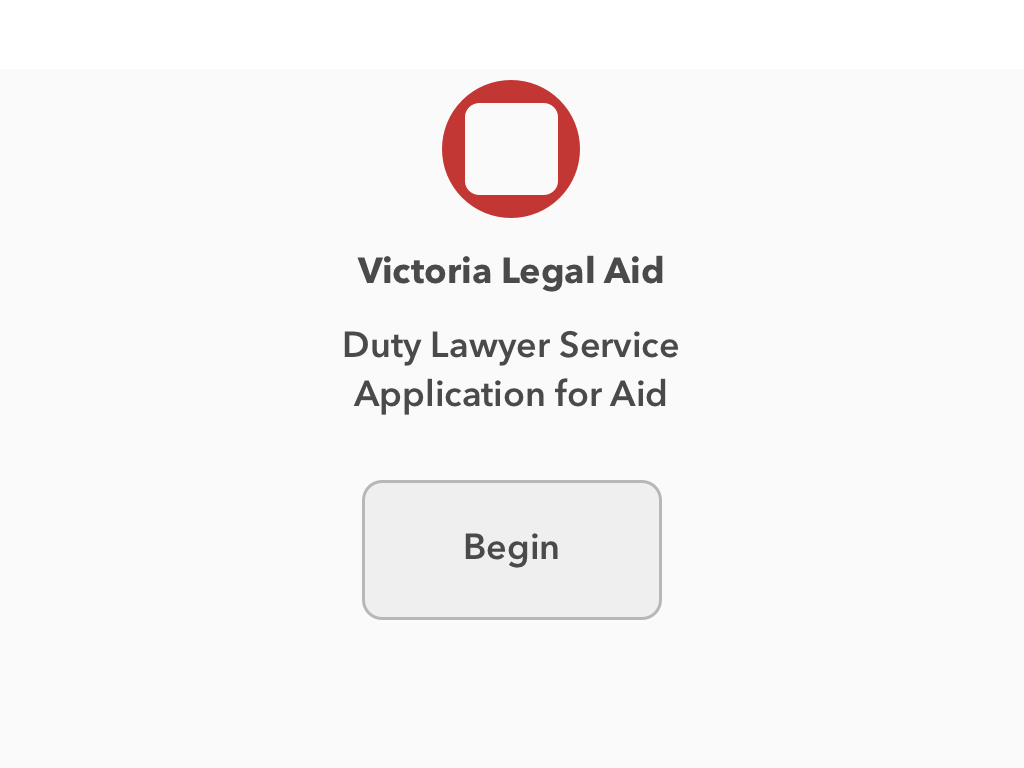 Victoria Legal Aid
Duty Lawyer Service
Application for Aid
Begin